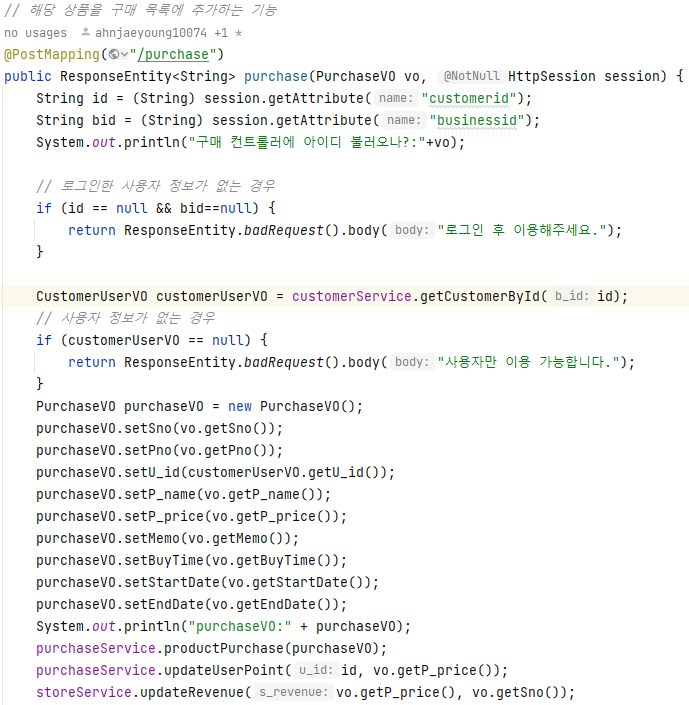 // 해당 상품을 구매 목록에 추가하는 기능
no usages ahnjaeyoung10074 +1 *
@PostMapping("/purchase")
public ResponseEntity<String> purchase(PurchaseVO vo, @NotNull HttpSession session) {
String id = (String) session.getAttribute( name: "customerid");
String bid = (String) session.getAttribute( name: "businessid");
System.out.println("구매 컨트롤러에 아이디 불러오나?:"+vo);
// 로그인한 사용자 정보가 없는 경우
if (id == null && bid==null) {
return ResponseEntity.badRequest().body( body: "로그인 후 이용해주세요.");
}
CustomerUserVO customerUserVO = customerService.getCustomerById( b_id: id);
// 사용자 정보가 없는 경우
if (customerUserVO == null) {
return ResponseEntity.badRequest().body( body: "사용자만 이용 가능합니다.");
}
PurchaseVO purchaseVO = new PurchaseVO();
purchaseVO.setSno(vo.getSno());
purchaseVO.setPno(vo.getPno());
purchaseVO.setU_id(customerUserVO.getU_id());
purchaseVO.setP_name(vo.getP_name());
purchaseVO.setP_price(vo.getP_price());
purchaseVO.setMemo(vo.getMemo());
purchaseVO.setBuyTime(vo.getBuyTime());
purchaseVO.setStartDate(vo.getStartDate());
purchaseVO.setEndDate(vo.getEndDate());
System.out.println("purchaseVO:" + purchaseVO);
purchaseService.productPurchase(purchaseVO);
purchaseService.updateUserPoint( u_id: id, vo.getP_price());
storeService.updateRevenue( s_revenue: vo.getP_price(), vo.getSno());